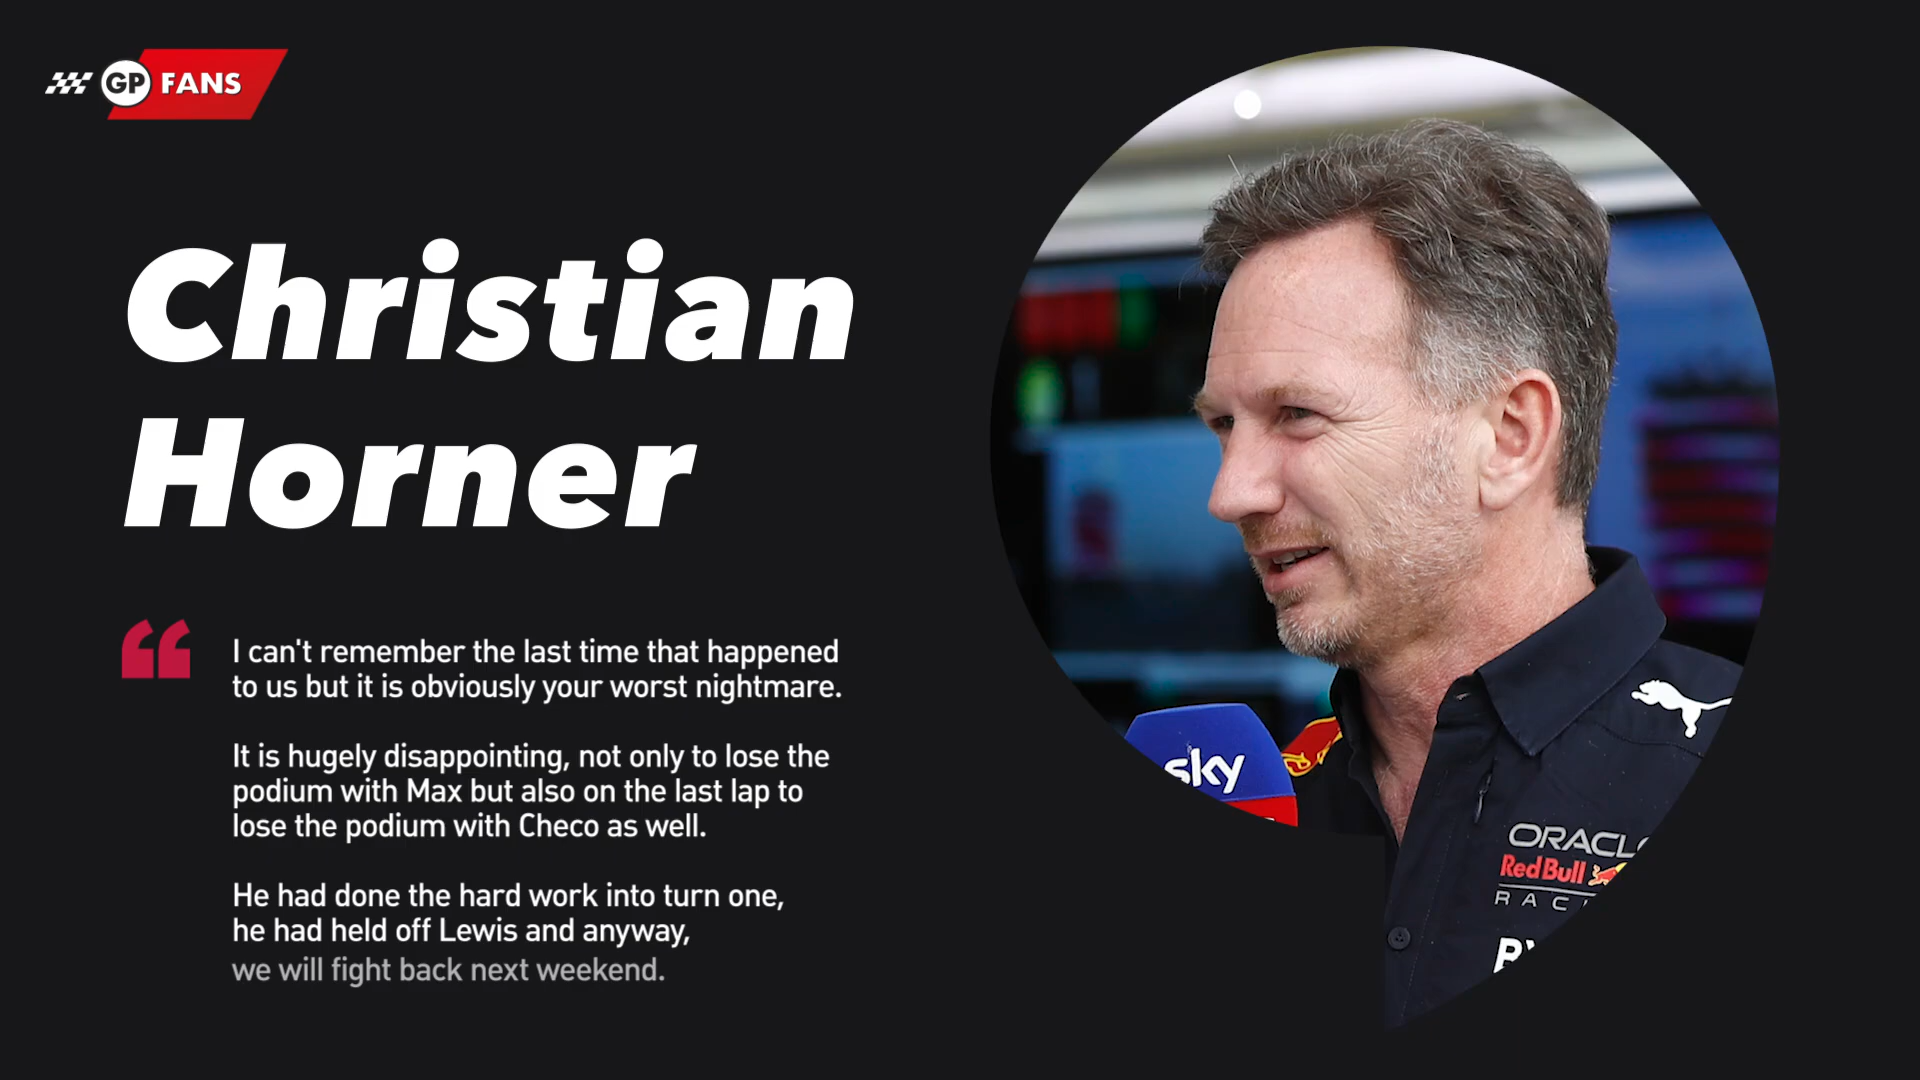 GP FANS
Christian
Horner
I can't remember the last time that happened
to us but it is obviously your worst nightmare.
It is hugely disappointing, not only to lose the
podium with Max but also on the last lap to
lose the podium with Checo as well.
He had done the hard work into turn one,
he had held off Lewis and anyway,
we will fight back next weekend.
sky
ORACL
Red Bull
RAC